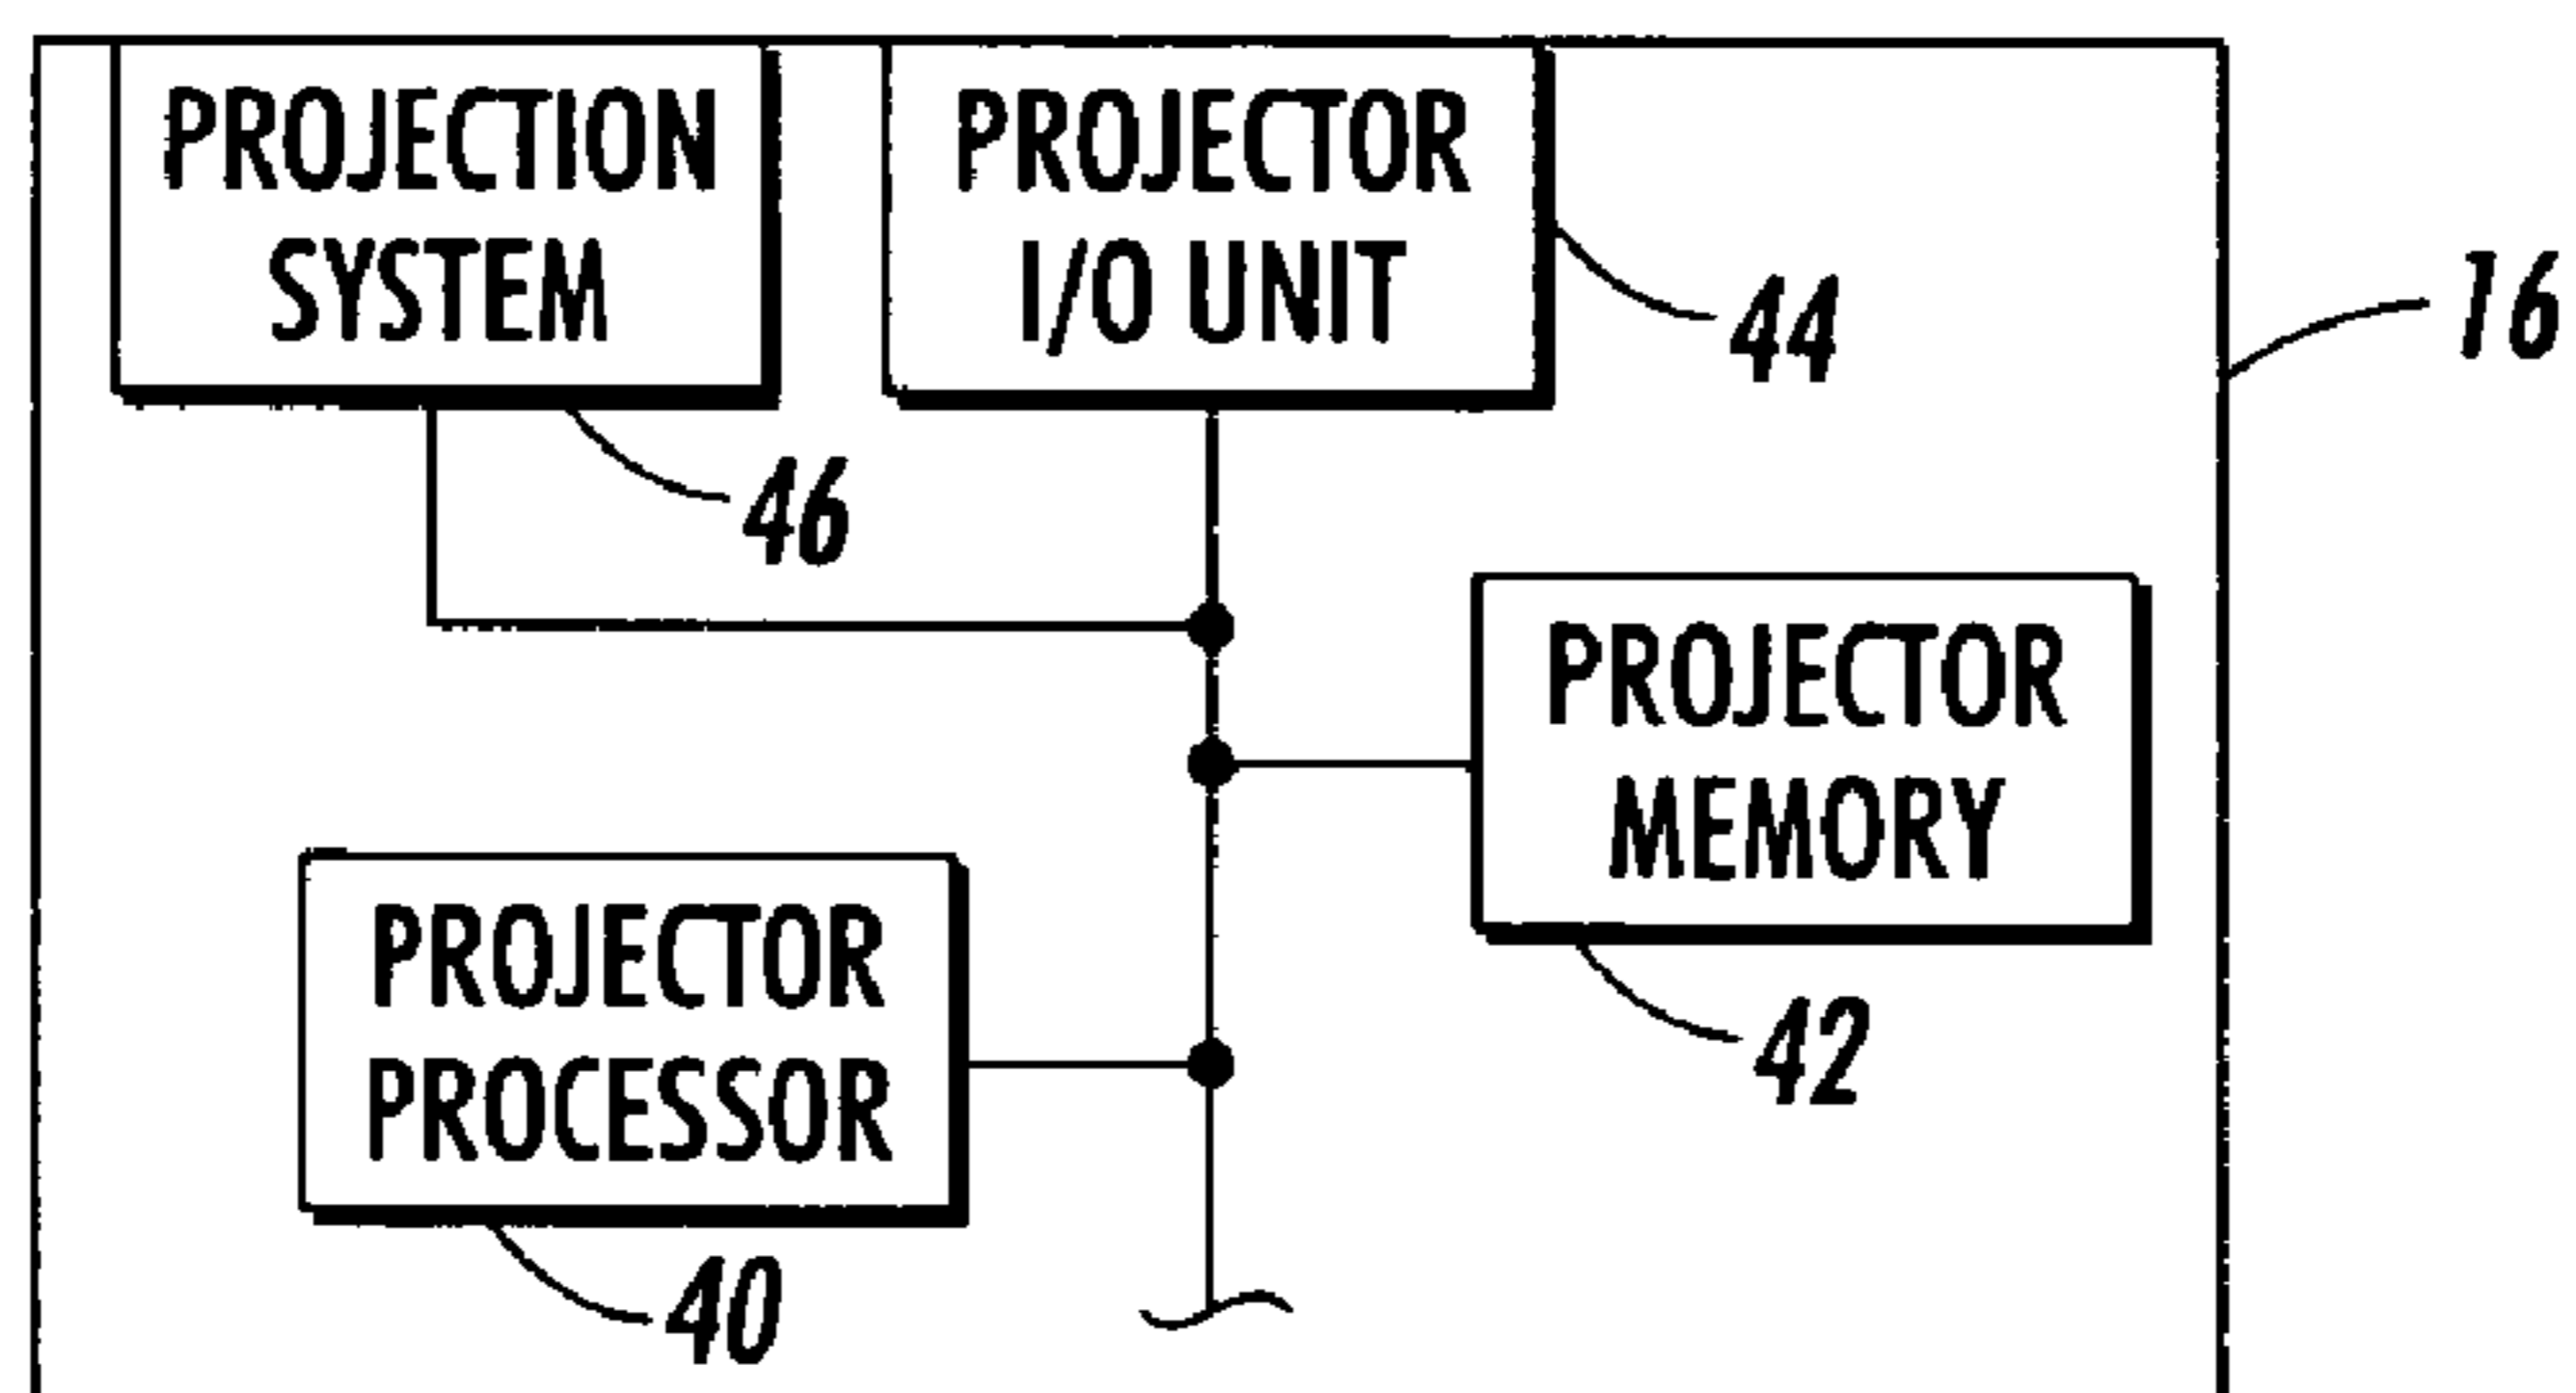 PROJECTION
SYSTEM
46
PROJECTOR
I/O UNIT
44
16
PROJECTOR
MEMORY
42
PROJECTOR
PROCESSOR
40